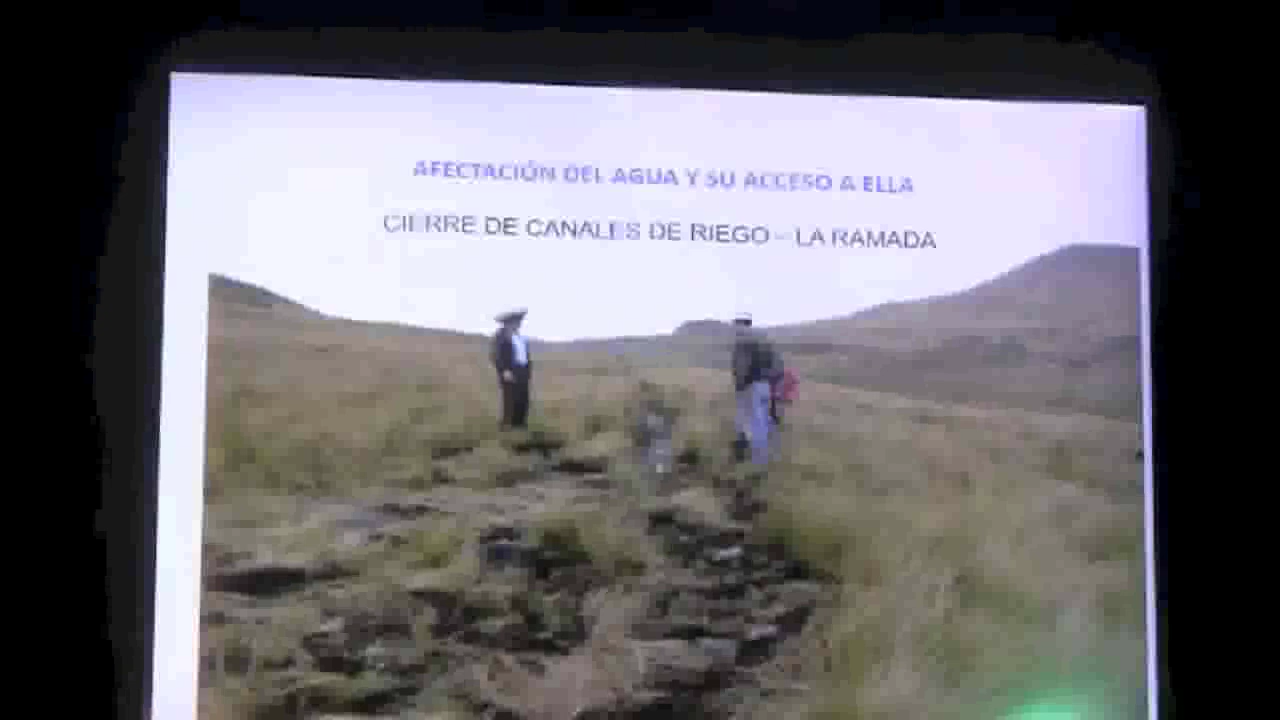 AFECTACIÓN DEL AGUA Y SU ACCESO A ELLA
CIERRE DE CANALES DE RIEGO - LA RAMADA